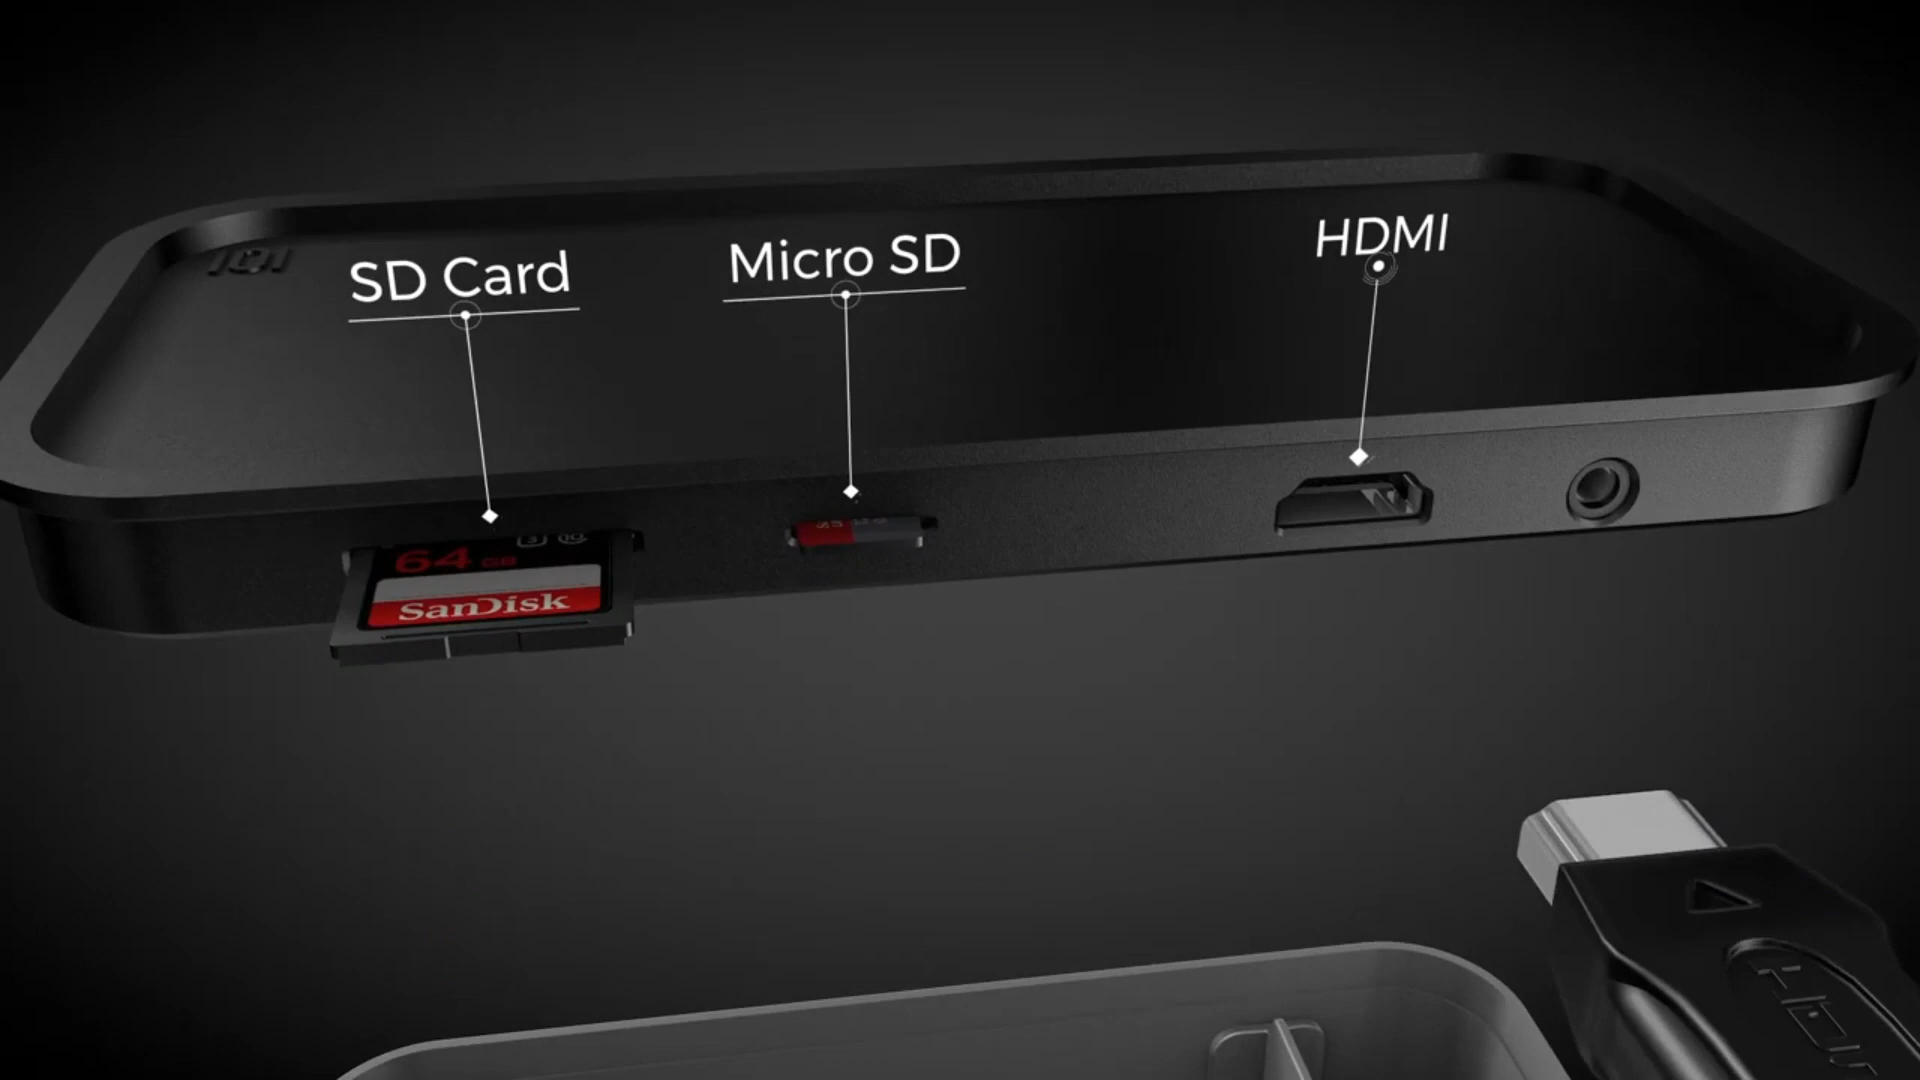 SD Card
Micro SD
HDMI
64 GB
SanDisk